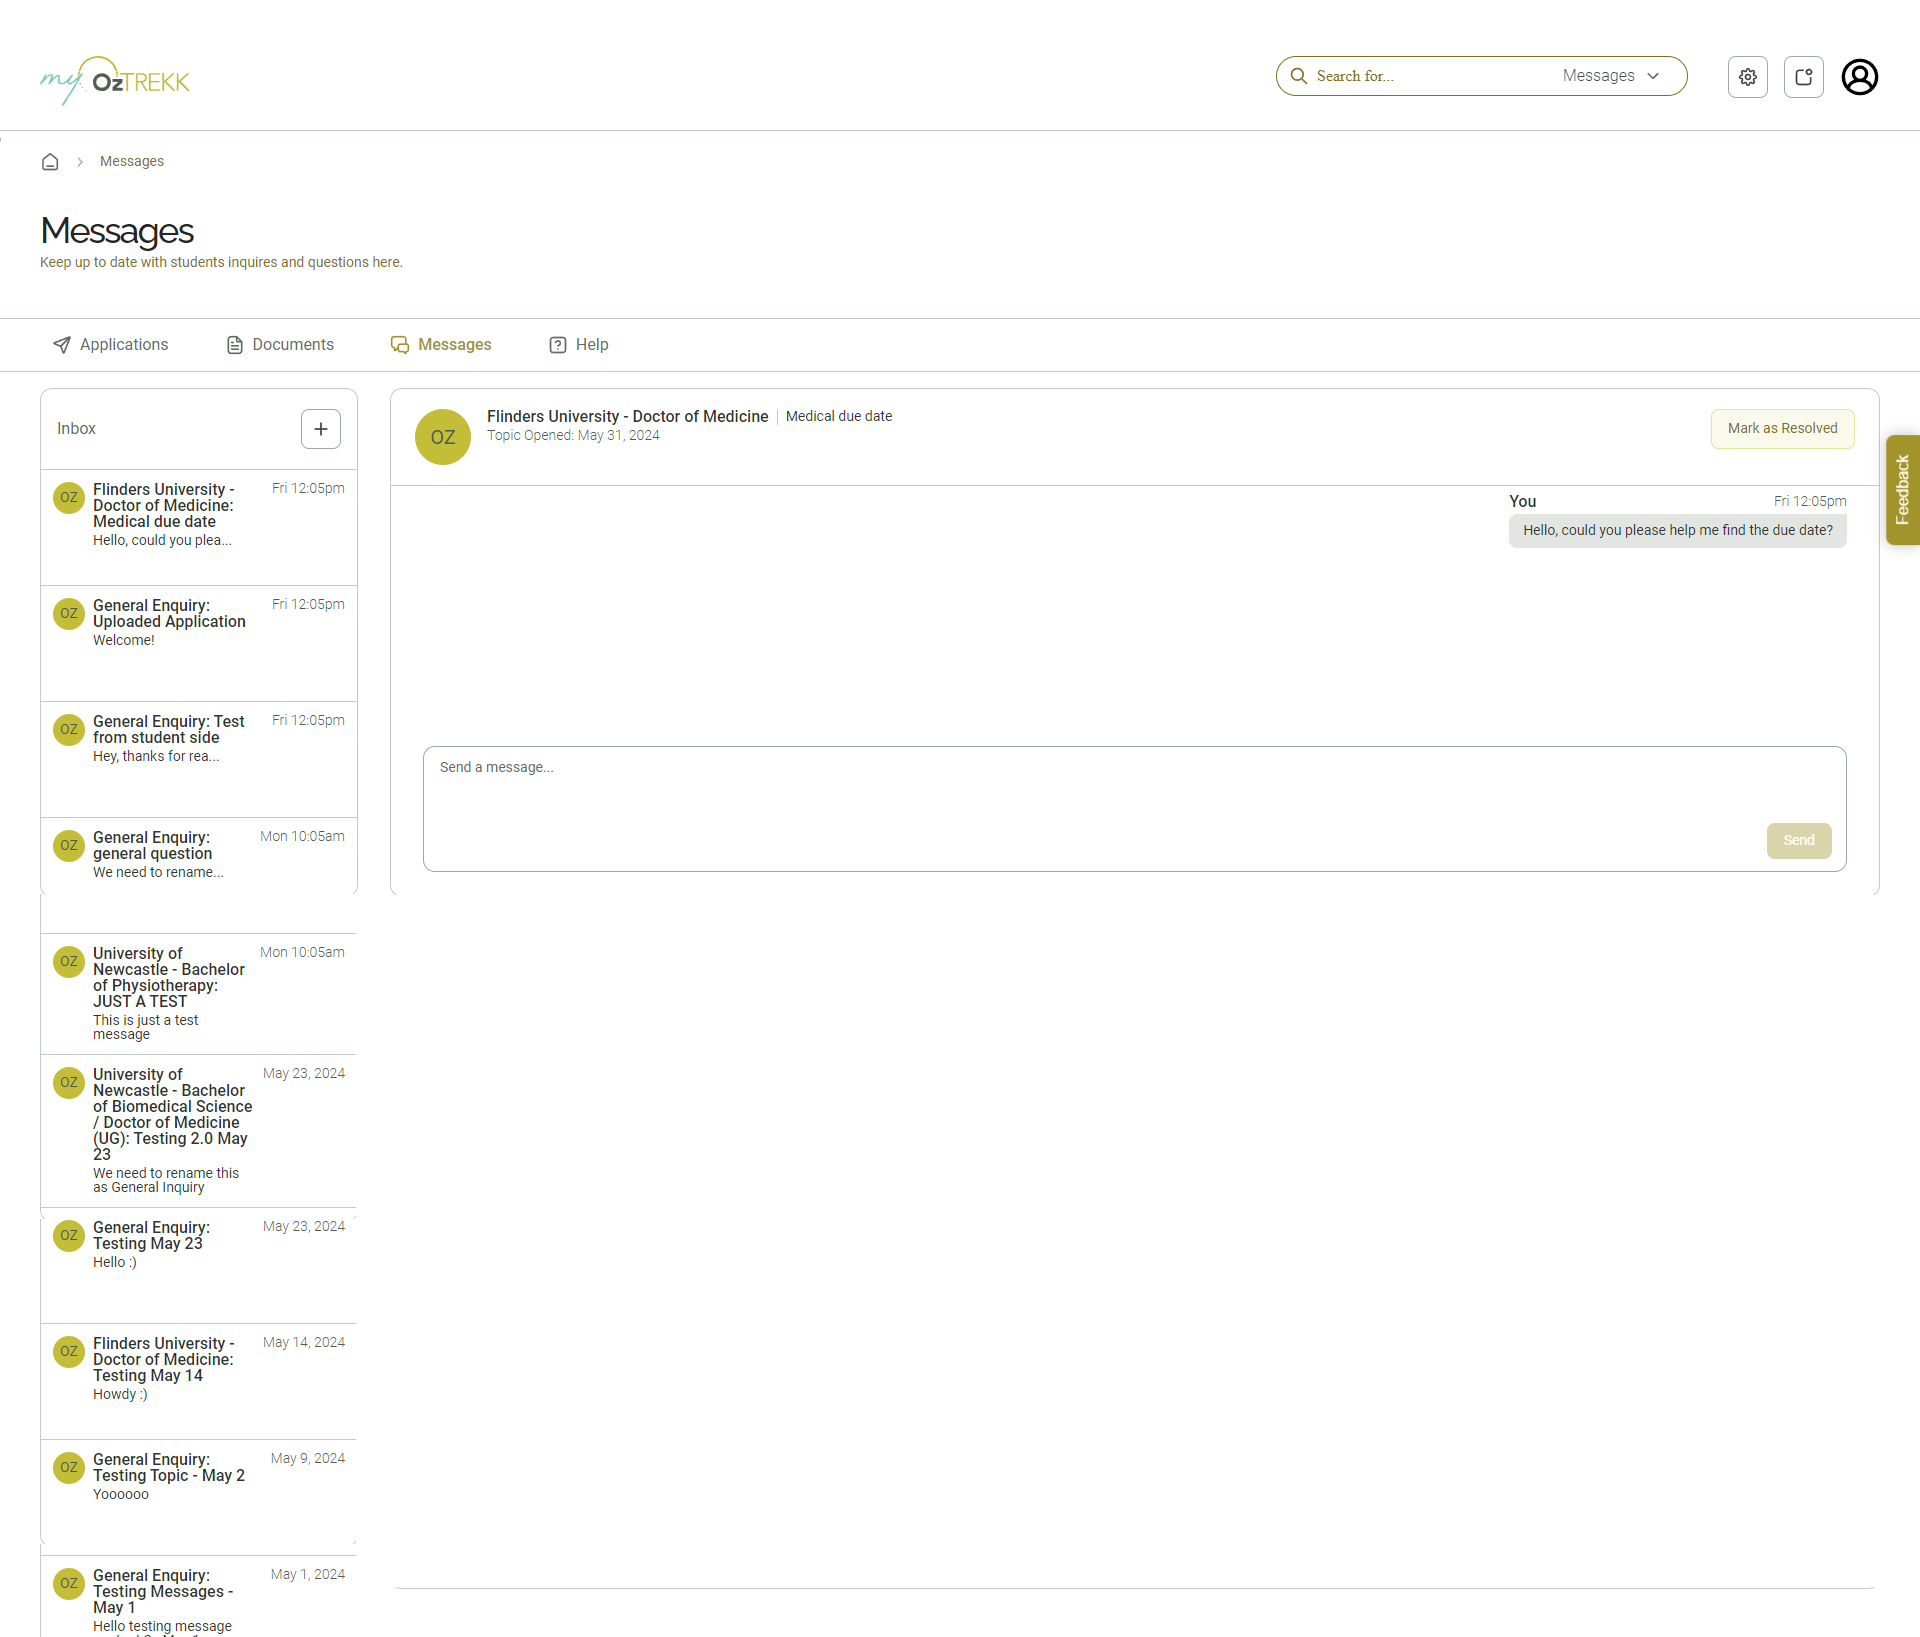 my OzTREKK
Search for...
Messages
Messages
Messages
Keep up to date with students inquires and questions here.
Applications
Documents
Messages
Help
Inbox
OZ
Flinders University -
Doctor of Medicine:
Medical due date
Fri 12:05pm
Hello, could you plea...
OZ
General Enquiry:
Uploaded Application
Fri 12:05pm
Welcome!
OZ
General Enquiry: Test
from student side
Fri 12:05pm
Hey, thanks for rea...
OZ
General Enquiry:
general question
Mon 10:05am
We need to rename...
OZ
University of
Newcastle - Bachelor
of Physiotherapy:
JUST A TEST
Mon 10:05am
This is just a test
message
OZ
University of
Newcastle - Bachelor
of Biomedical Science
/ Doctor of Medicine
(UG): Testing 2.0 May
23
May 23, 2024
We need to rename this
as General Inquiry
OZ
General Enquiry:
Testing May 23
May 23, 2024
Hello :)
OZ
Flinders University -
Doctor of Medicine:
Testing May 14
May 14, 2024
Howdy :)
OZ
General Enquiry:
Testing Topic - May 2
May 9, 2024
Yoooooo
OZ
General Enquiry:
Testing Messages -
May 1
May 1, 2024
Hello testing message
OZ
Flinders University - Doctor of Medicine
Medical due date
Topic Opened: May 31, 2024
Mark as Resolved
You
Fri 12:05pm
Hello, could you please help me find the due date?
Send a message...
Send
Feedback